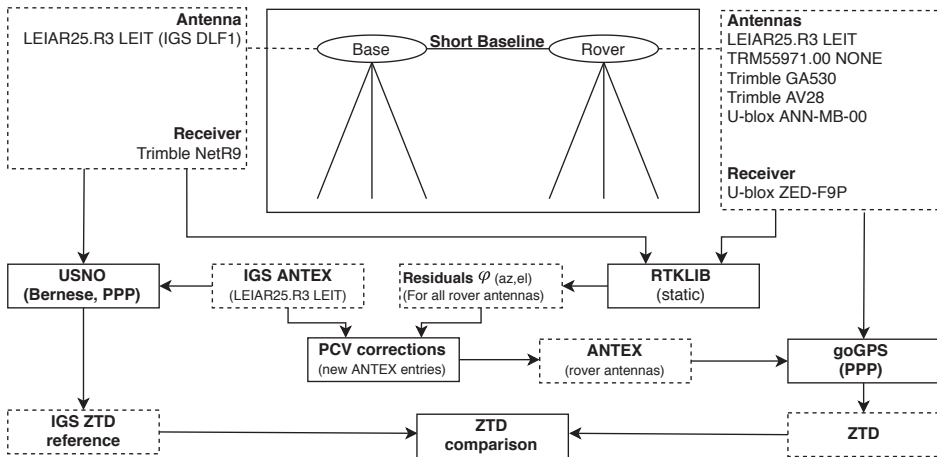 Antenna
LEIAR25.R3 LEIT (IGS DLF1)
Receiver
Trimble NetR9
Base
Short Baseline
Rover
Antennas
LEIAR25.R3 LEIT
TRM55971.00 NONE
Trimble GA530
Trimble AV28
U-blox ANN-MB-00
Receiver
U-blox ZED-F9P
USNO
(Bernese, PPP)
IGS ANTEX
(LEIAR25.R3 LEIT)
Residuals φ (az,el)
(For all rover antennas)
RTKLIB
(static)
PCV corrections
(new ANTEX entries)
ANTEX
(rover antennas)
goGPS
(PPP)
IGS ZTD
reference
ZTD
comparison
ZTD